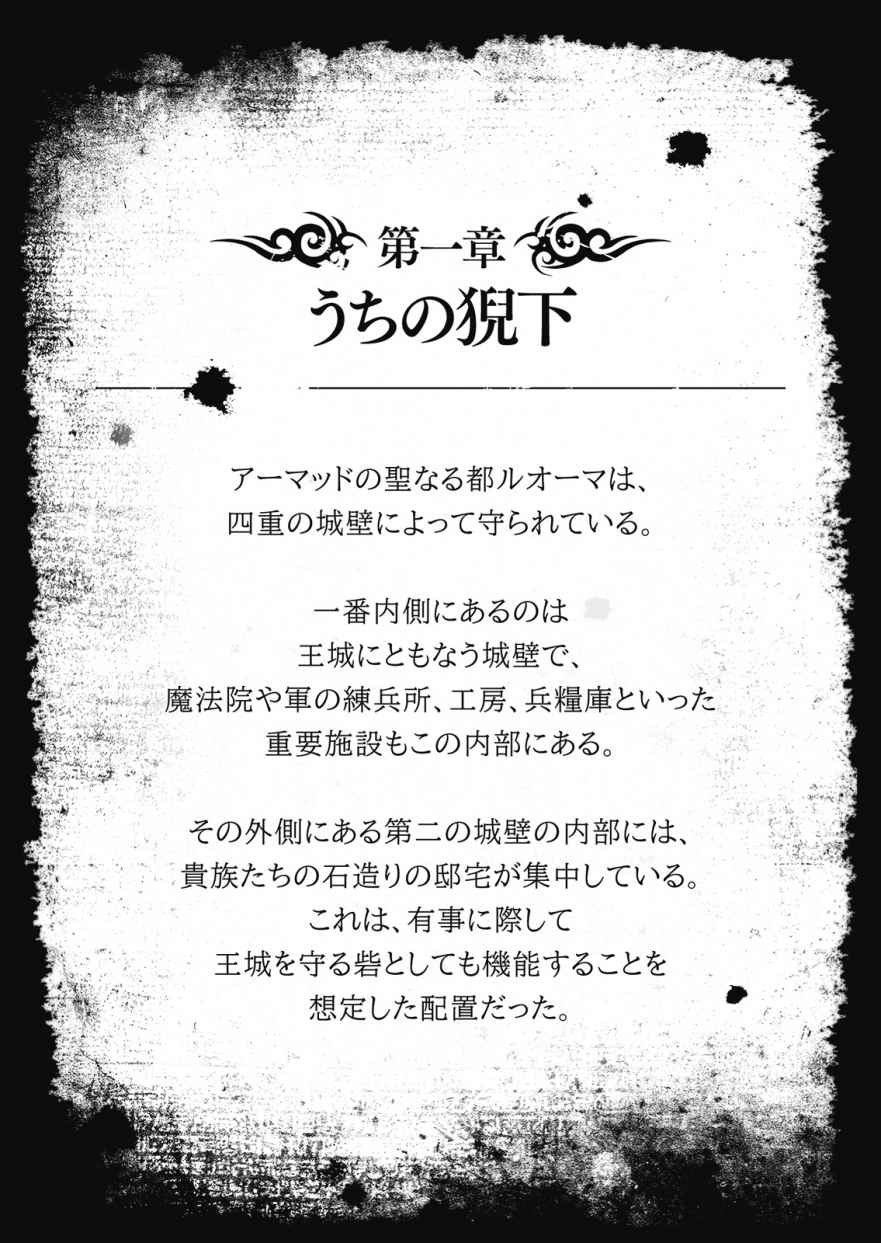 第一章
うちの猊下
アーマッドの聖なる都ルオーマは、
四重の城壁によって守られている。
一番内側にあるのは
王城にともなう城壁で、
魔法院や軍の練兵所、工房、兵糧庫といった
重要施設もこの内部にある。
その外側にある第二の城壁の内部には、
貴族たちの石造りの邸宅が集中している。
これは、有事に際して
王城を守る砦としても機能することを
想定した配置だった。